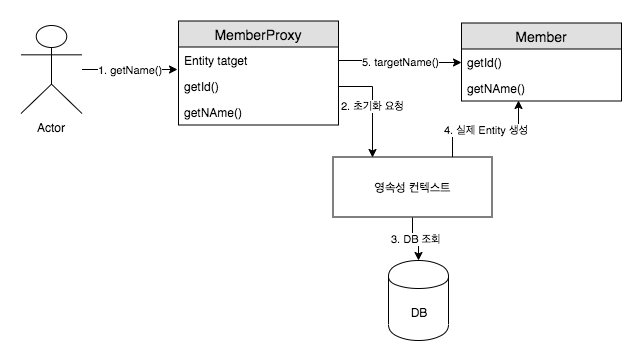 MemberProxy
Entity tatget
getId()
getNAme()
Member
getId()
getNAme()
1. getName()
5. targetName()
2. 초기화 요청
4. 실제 Entity 생성
Actor
영속성 컨텍스트
3. DB 조회
DB